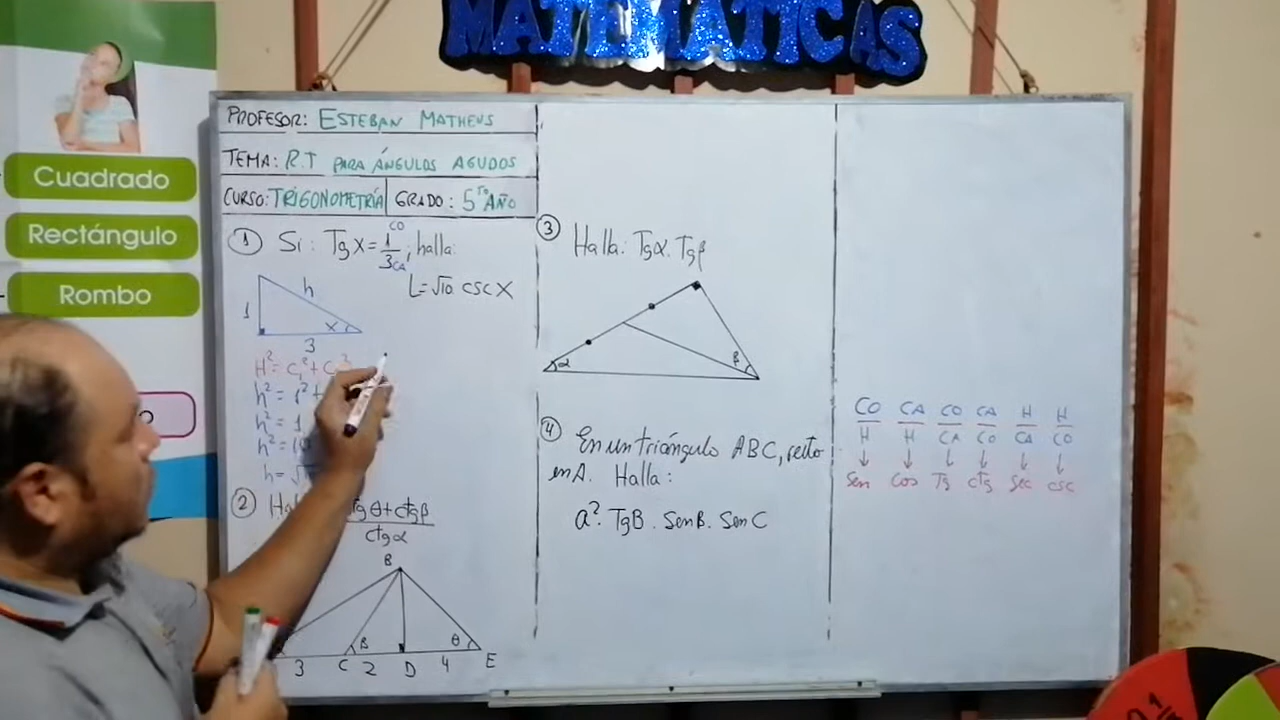 MATEMÁTICAS
Cuadrado
Rectángulo
Rombo
PROFESOR: ESTEBAN MATHEUS
TEMA: R.T PARA ÁNGULOS AGUDOS
CURSO: TRIGONOMETRÍA GRADO: 5TO AÑO
1 Si: Tg x = 1/3 CO CA ; halla:
L = √10 csc x
1 h x
3
H² = C₁² + C₂²
h² = 1² +
h² = 1
h² = 10
h = √
2 Tg θ + ctg β
ctg α
B
β θ
3 C 2 D 4 E
3 Halla: Tgα. Tgβ
α β
4 En un triángulo ABC, recto
en A. Halla:
a². TgB. SenB. SenC
CO CA CO CA H H
H H CA CO CA CO
↓ ↓ ↓ ↓ ↓ ↓
Sen Cos Tg cTg sec csc